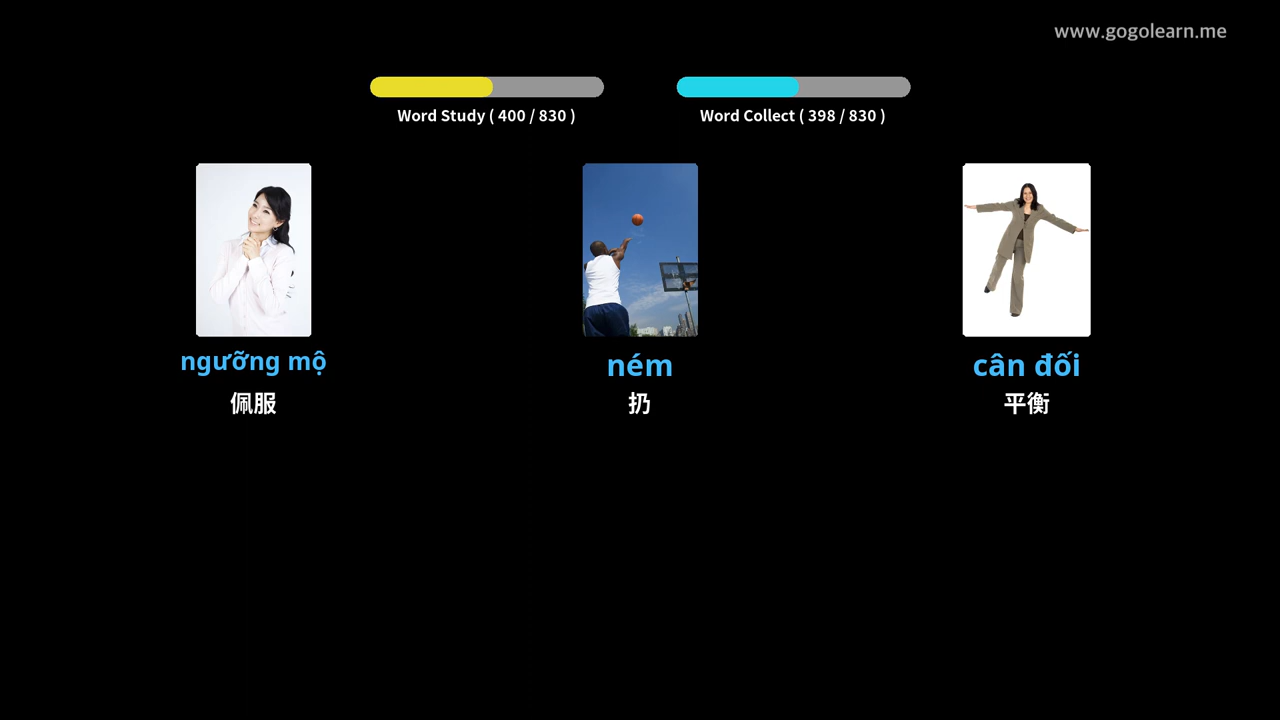 www.gogolearn.me
Word Study ( 400 / 830 )
Word Collect ( 398 / 830 )
ngưỡng mộ
ném
cân đối
佩服
扔
平衡